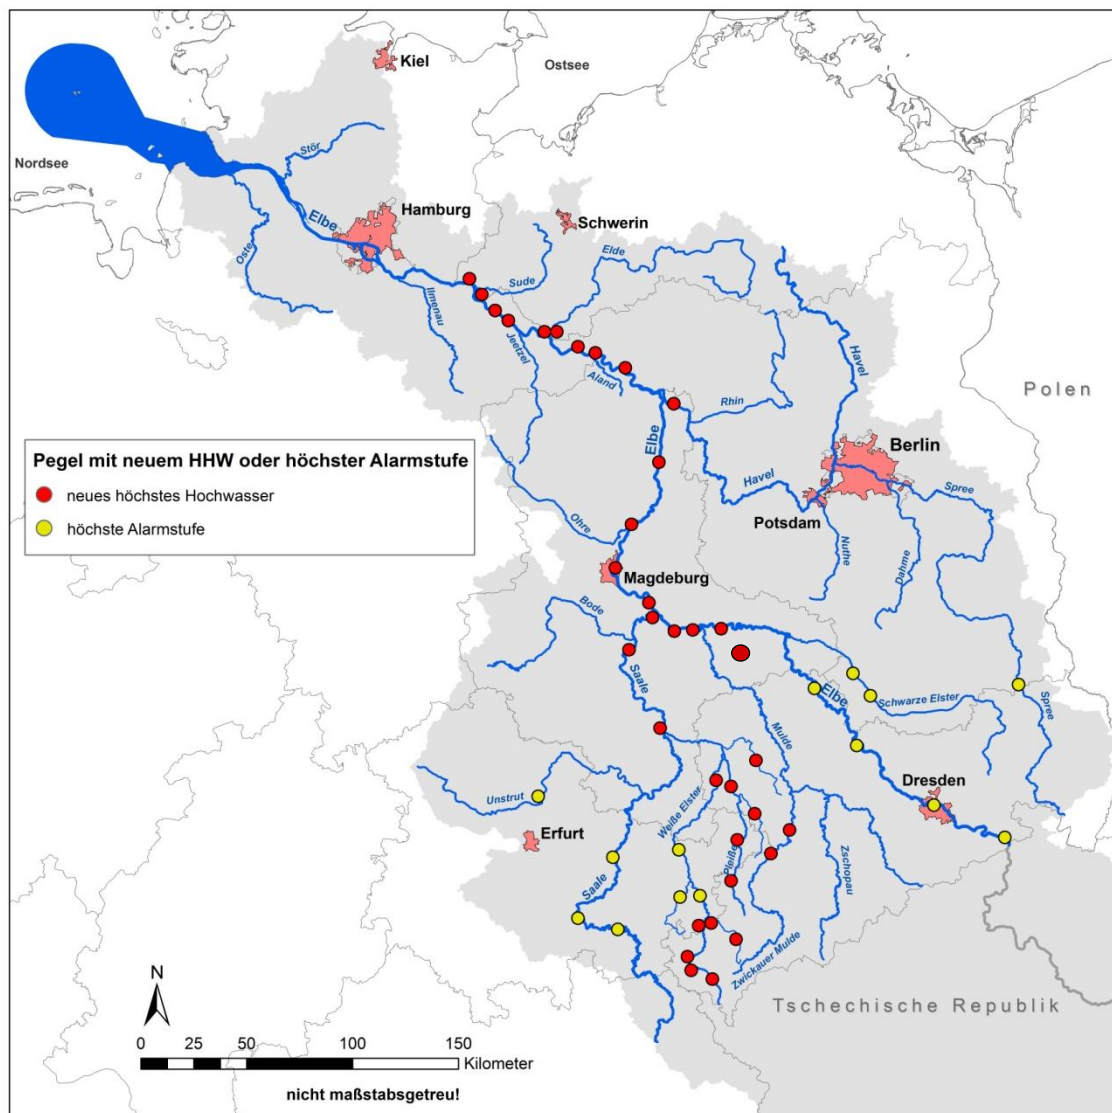 Kiel
Ostsee
Nordsee
Stör
Elbe
Hamburg
Schwerin
Oste
Elde
Sude
Ilmenau
Jeetzel
Aland
Havel
Polen
Rhin
Elbe
Berlin
Pegel mit neuem HHW oder höchster Alarmstufe
neues höchstes Hochwasser
höchste Alarmstufe
Havel
Spree
Potsdam
Ohre
Nuthe
Dahme
Magdeburg
Bode
Saale
Elbe
Schwarze Elster
Spree
Mulde
Dresden
Unstrut
Weiße Elster
Erfurt
Pleiße
Zschopau
Saale
Zwickauer Mulde
N
Tschechische Republik
0 25 50 100 150
Kilometer
nicht maßstabsgetreu!